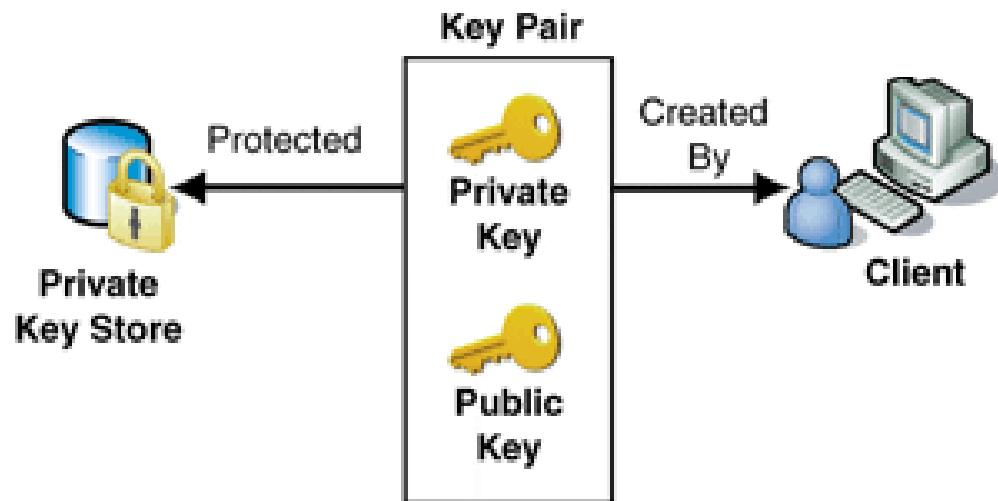 Key Pair
Protected
Created
By
Private
Key
Client
Private
Key Store
Public
Key